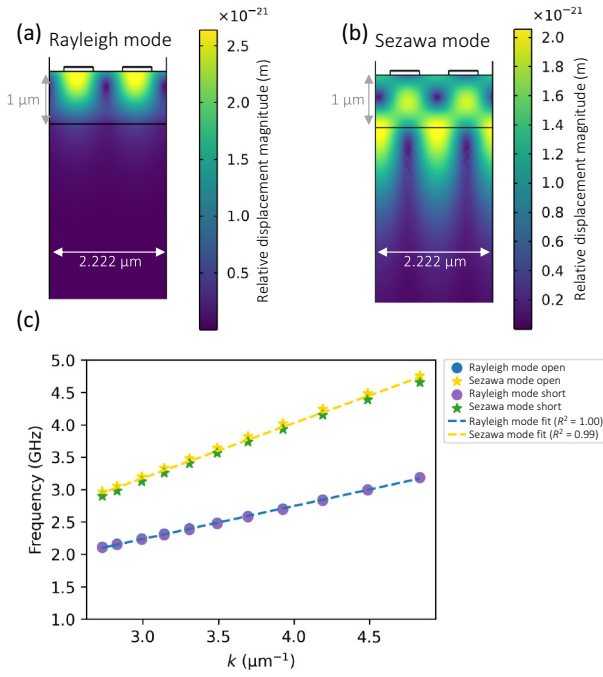 (a)
Rayleigh mode
×10⁻²¹
2.5
2.0
1.5
1.0
0.5
Relative displacement magnitude (m)
1 µm
2.222 µm
(b)
Sezawa mode
×10⁻²¹
2.0
1.8
1.6
1.4
1.2
1.0
0.8
0.6
0.4
0.2
Relative displacement magnitude (m)
1 µm
2.222 µm
(c)
5.0
4.5
4.0
3.5
3.0
2.5
2.0
1.5
1.0
Frequency (GHz)
3.0 3.5 4.0 4.5
k (µm⁻¹)
Rayleigh mode open
Sezawa mode open
Rayleigh mode short
Sezawa mode short
Rayleigh mode fit (R² = 1.00)
Sezawa mode fit (R² = 0.99)